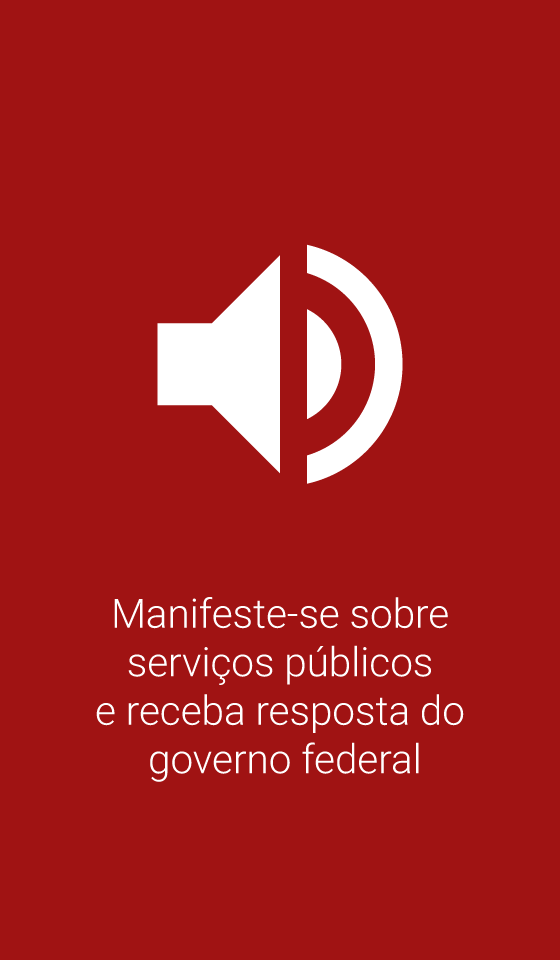 Manifeste-se sobre
serviços públicos
e receba resposta do
governo federal